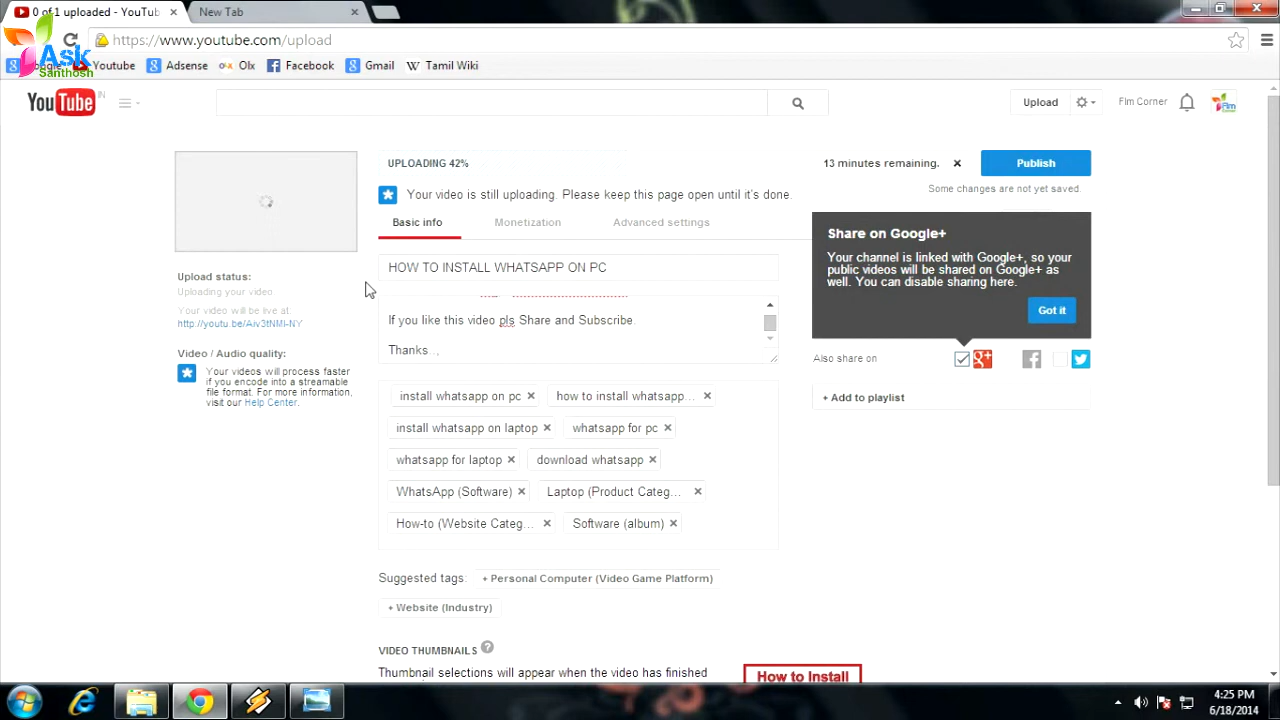 0 of 1 uploaded - YouTub
New Tab
https://www.youtube.com/upload
Ask
Santhosh
Google
Youtube
Adsense
Olx
Facebook
Gmail
W Tamil Wiki
YouTube IN
Upload
Flm Corner
UPLOADING 42%
13 minutes remaining.
Publish
Your video is still uploading. Please keep this page open until it's done.
Some changes are not yet saved.
Basic info
Monetization
Advanced settings
Share on Google+
Your channel is linked with Google+, so your
public videos will be shared on Google+ as
well. You can disable sharing here.
Got it
Upload status:
Uploading your video
Your video will be live at:
http://youtu.be/Aiv3tNMI-NY
Video / Audio quality:
Your videos will process faster
if you encode into a streamable
file format. For more information,
visit our Help Center.
HOW TO INSTALL WHATSAPP ON PC
If you like this video pls Share and Subscribe.
Thanks..,
Also share on
+ Add to playlist
install whatsapp on pc
how to install whatsapp...
install whatsapp on laptop
whatsapp for pc
whatsapp for laptop
download whatsapp
WhatsApp (Software)
Laptop (Product Categ...
How-to (Website Categ...
Software (album)
Suggested tags:
+ Personal Computer (Video Game Platform)
+ Website (Industry)
VIDEO THUMBNAILS ?
Thumbnail selections will appear when the video has finished
How to Install
4:25 PM
6/18/2014